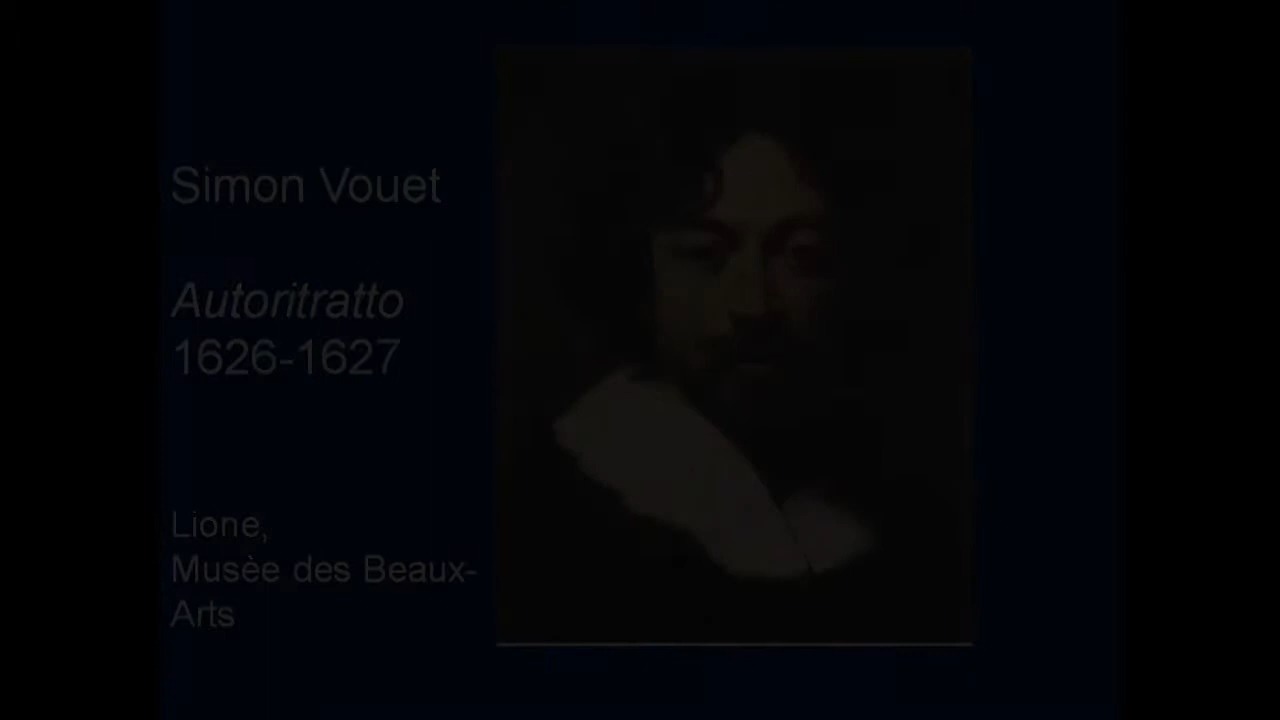 Simon Vouet
Autoritratto
1626-1627
Lione,
Musèe des Beaux-
Arts